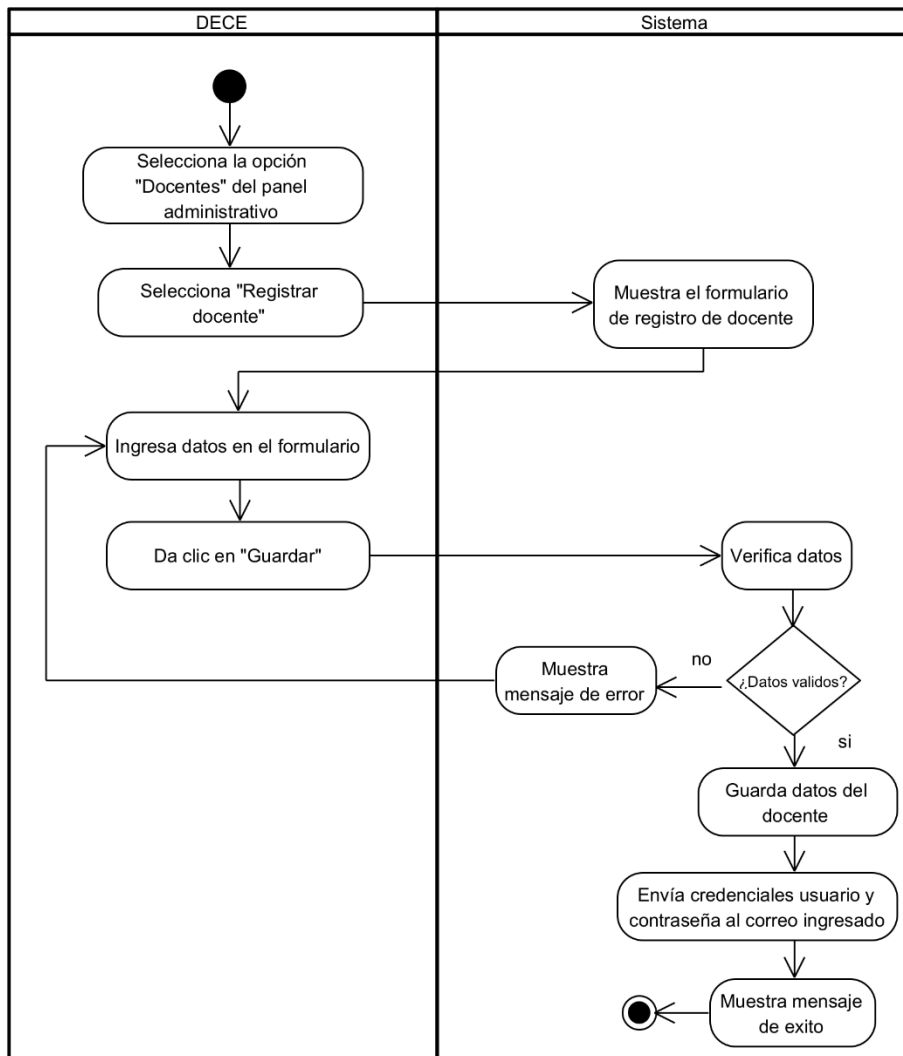 DECE
Sistema
Selecciona la opción
"Docentes" del panel
administrativo
Selecciona "Registrar
docente"
Muestra el formulario
de registro de docente
Ingresa datos en el formulario
Da clic en "Guardar"
Verifica datos
¿Datos validos?
no
Muestra
mensaje de error
si
Guarda datos del
docente
Envía credenciales usuario y
contraseña al correo ingresado
Muestra mensaje
de exito